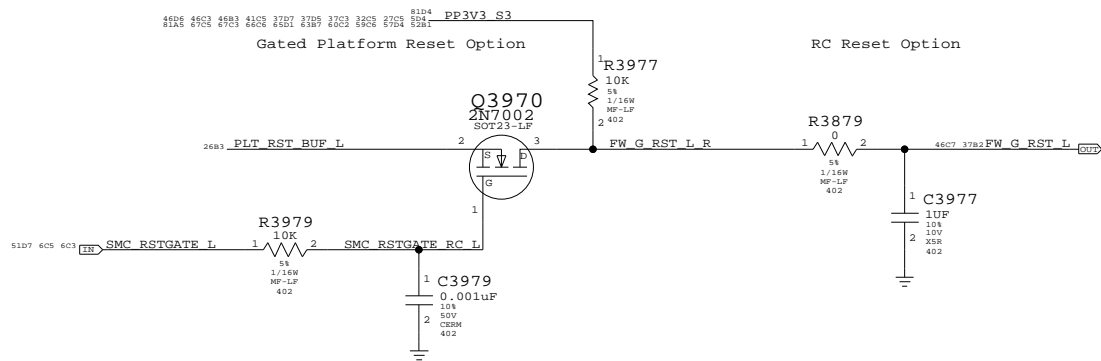 81D4
46D6 46C3 46B3 41C5 37D7 37D5 37C3 32C5 27C5 5D4
81A5 67C5 67C3 66C6 65D1 63B7 60C2 59C6 57D4 52B1
PP3V3_S3
Gated Platform Reset Option
RC Reset Option
1
R3977
10K
5%
1/16W
MF-LF
402
2
Q3970
2N7002
SOT23-LF
R3879
0
26B3
PLT_RST_BUF_L
2
3
S
D
G
1
FW_G_RST_L_R
1
2
5%
1/16W
MF-LF
402
46C7 37B2
FW_G_RST_L
OUT
1
C3977
1UF
10%
10V
X5R
402
2
R3979
10K
51D7 6C5 6C3
IN
SMC_RSTGATE_L
1
2
5%
1/16W
MF-LF
402
SMC_RSTGATE_RC_L
1
C3979
0.001uF
10%
50V
CERM
402
2